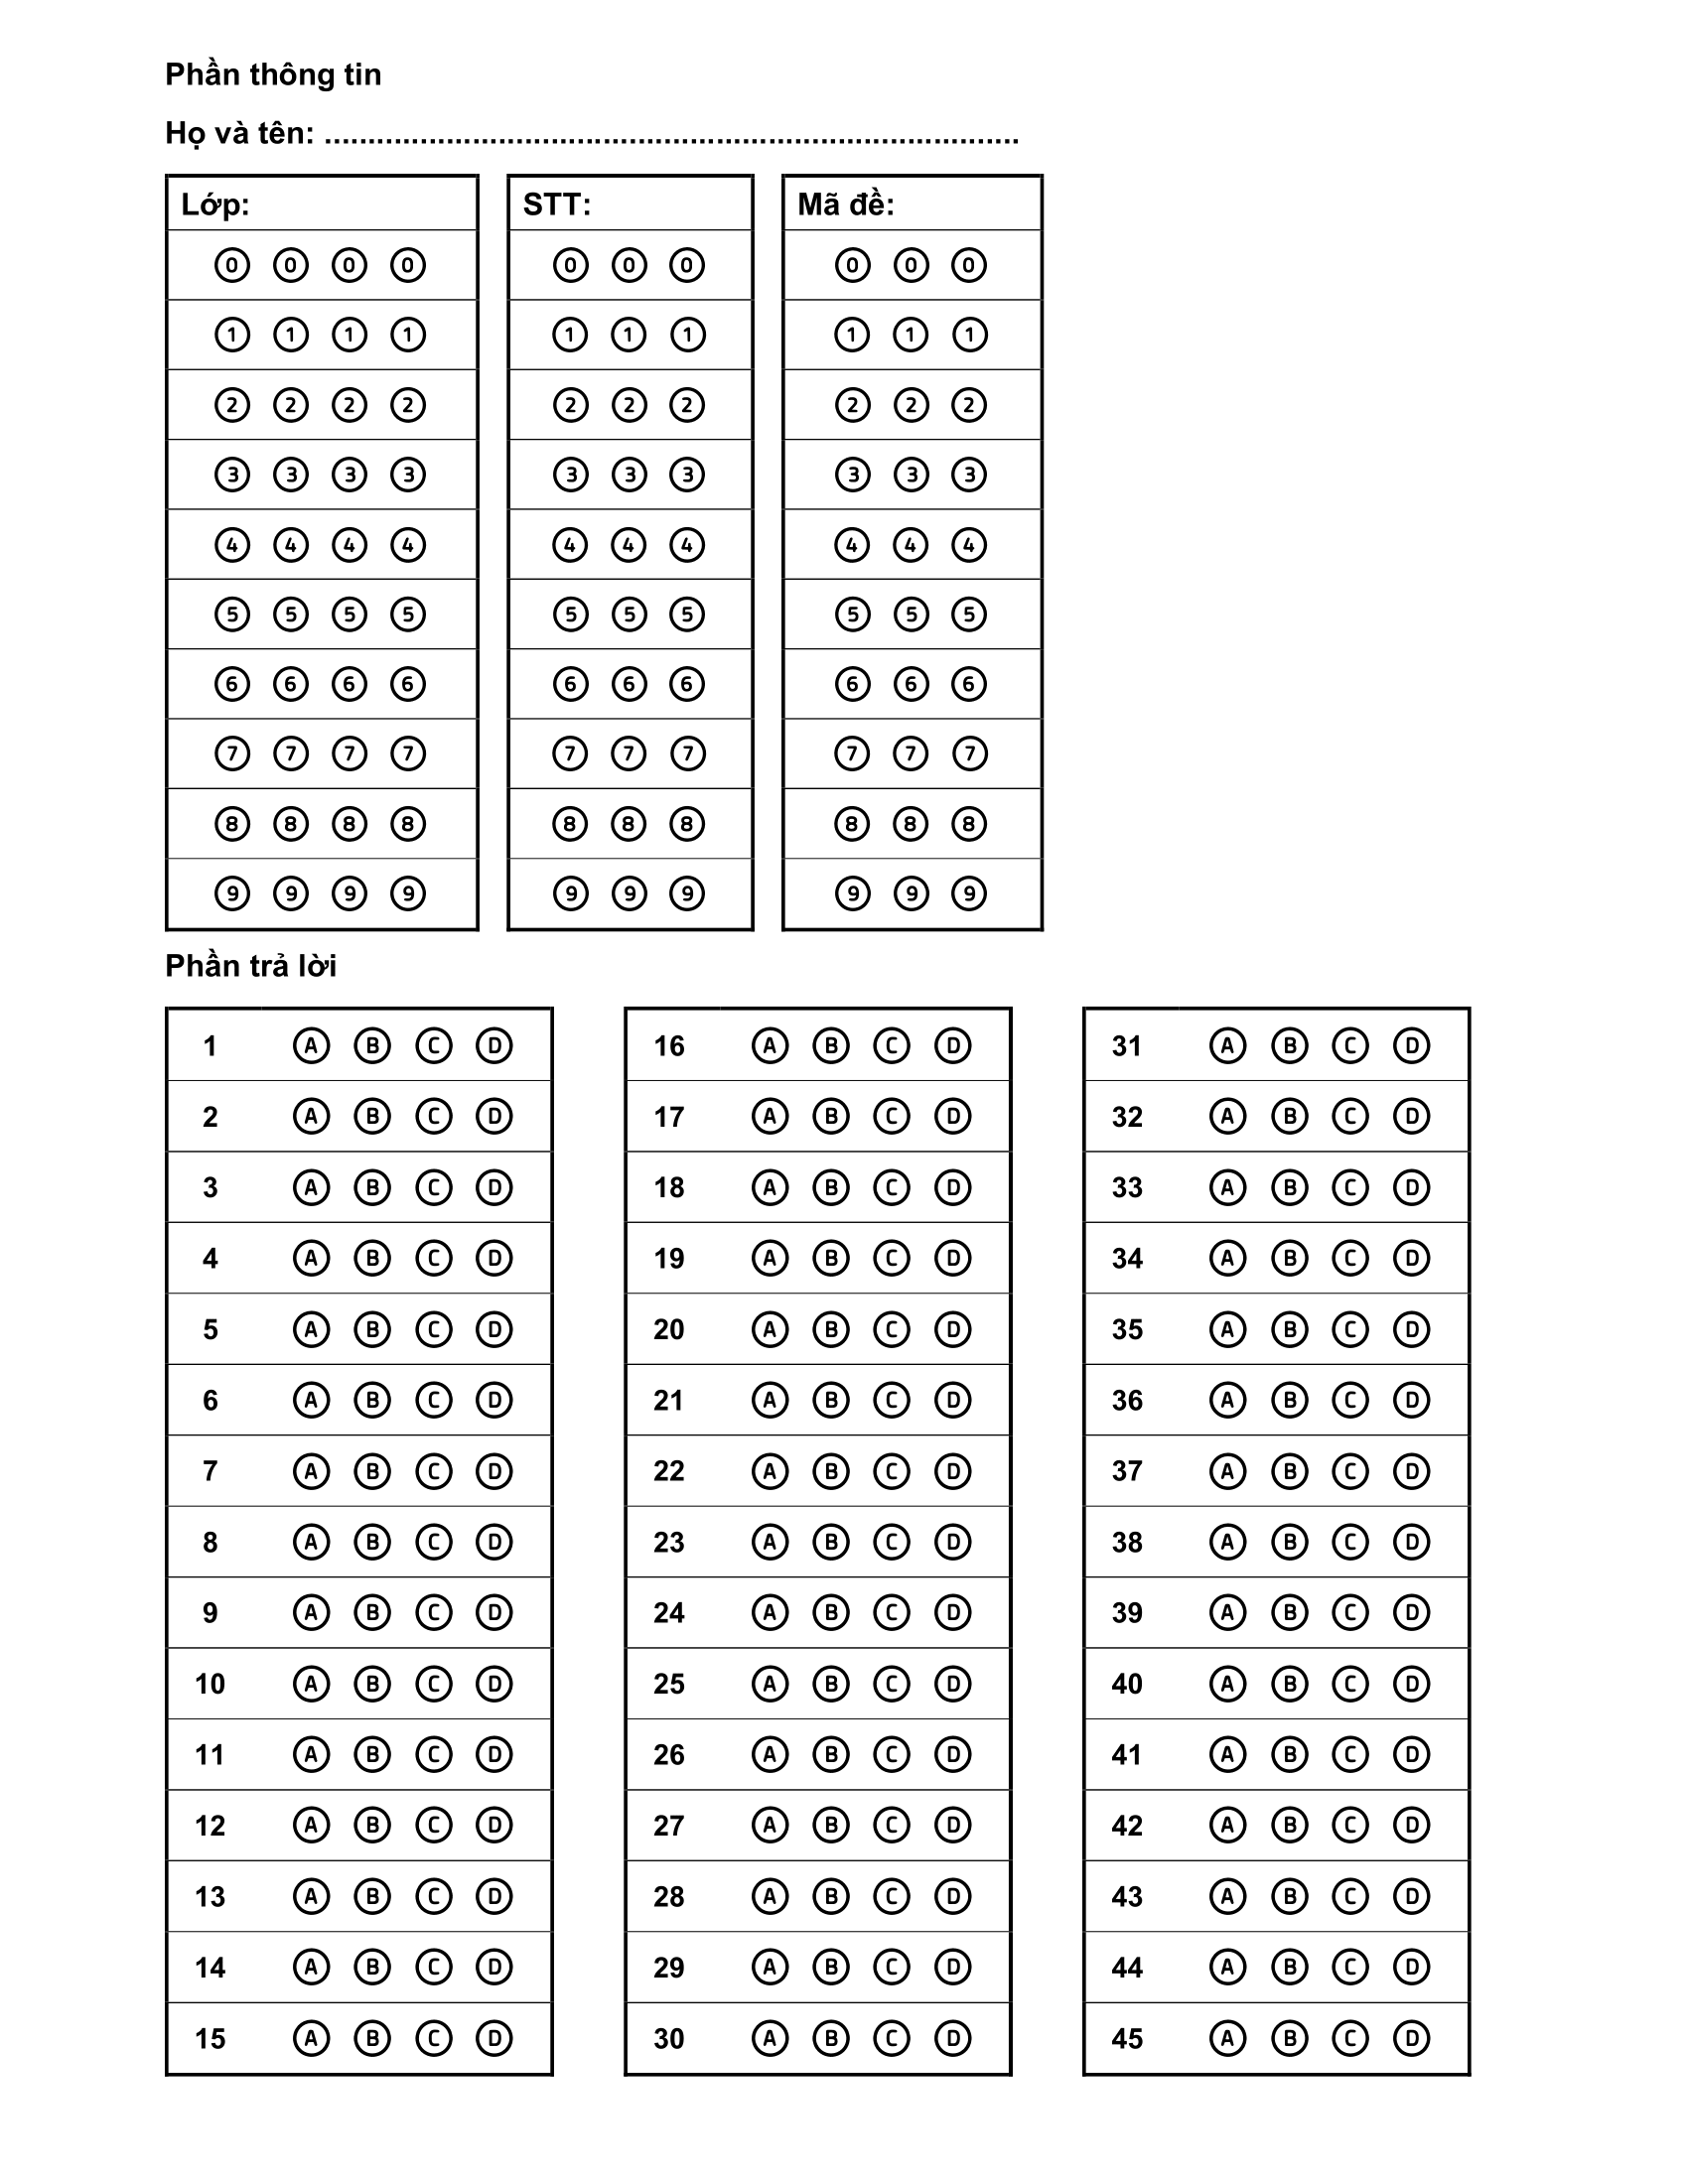 Phần thông tin
Họ và tên: ................................................................................
Lớp: STT: Mã đề:
0 0 0 0 0 0 0 0 0 0
1 1 1 1 1 1 1 1 1 1
2 2 2 2 2 2 2 2 2 2
3 3 3 3 3 3 3 3 3 3
4 4 4 4 4 4 4 4 4 4
5 5 5 5 5 5 5 5 5 5
6 6 6 6 6 6 6 6 6 6
7 7 7 7 7 7 7 7 7 7
8 8 8 8 8 8 8 8 8 8
9 9 9 9 9 9 9 9 9 9
Phần trả lời
1 A B C D 16 A B C D 31 A B C D
2 A B C D 17 A B C D 32 A B C D
3 A B C D 18 A B C D 33 A B C D
4 A B C D 19 A B C D 34 A B C D
5 A B C D 20 A B C D 35 A B C D
6 A B C D 21 A B C D 36 A B C D
7 A B C D 22 A B C D 37 A B C D
8 A B C D 23 A B C D 38 A B C D
9 A B C D 24 A B C D 39 A B C D
10 A B C D 25 A B C D 40 A B C D
11 A B C D 26 A B C D 41 A B C D
12 A B C D 27 A B C D 42 A B C D
13 A B C D 28 A B C D 43 A B C D
14 A B C D 29 A B C D 44 A B C D
15 A B C D 30 A B C D 45 A B C D